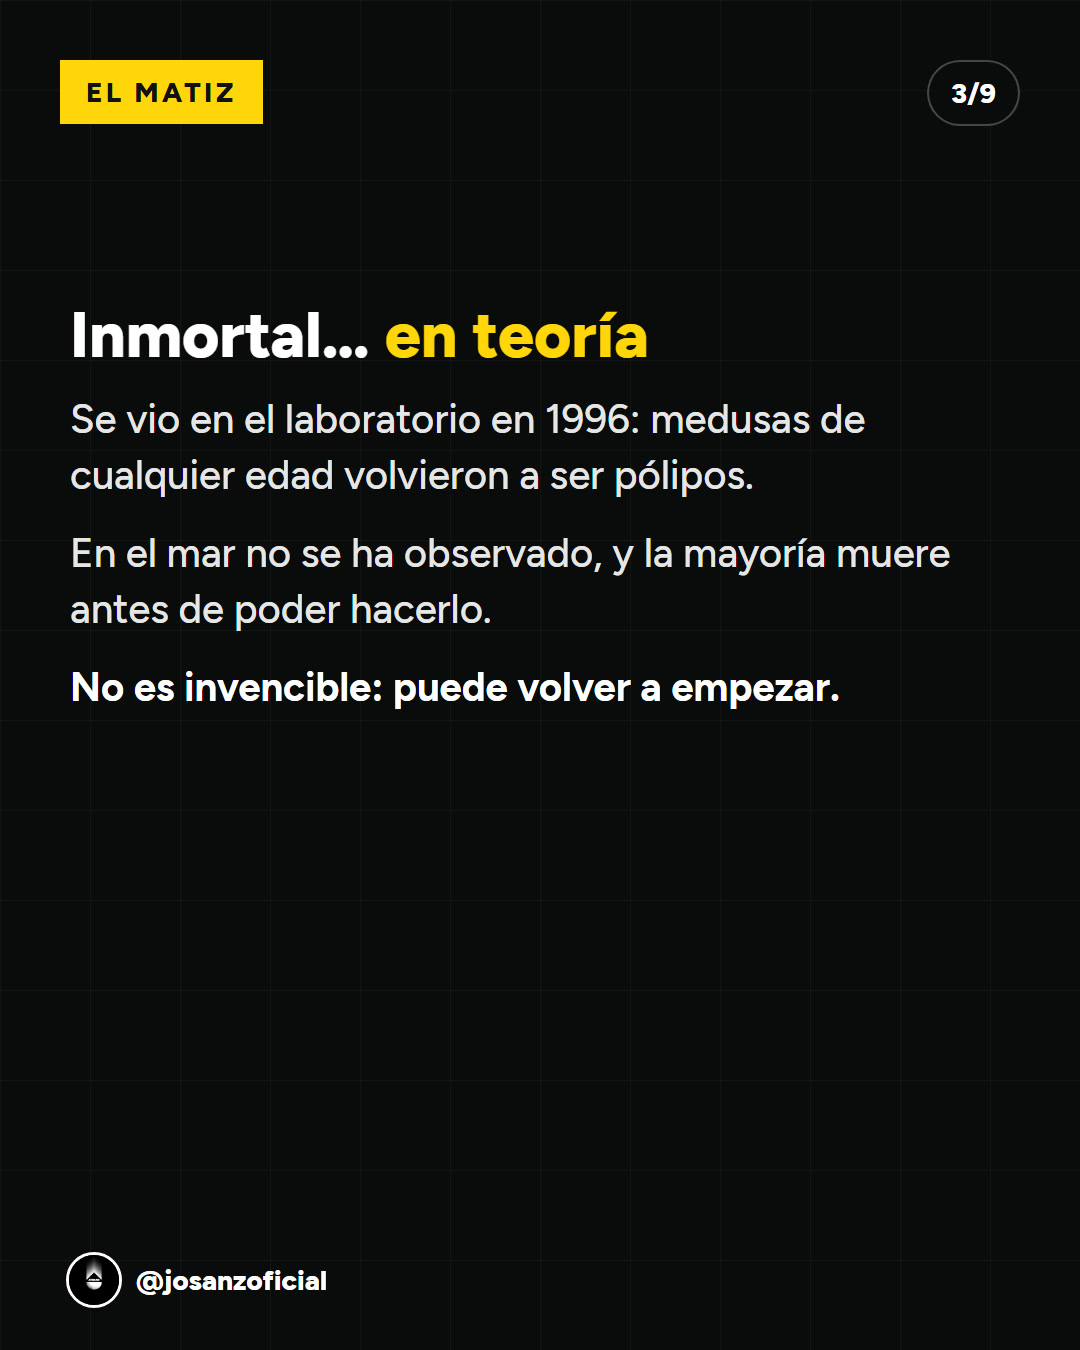 EL MATIZ
3/9
Inmortal... en teoría
Se vio en el laboratorio en 1996: medusas de
cualquier edad volvieron a ser pólipos.
En el mar no se ha observado, y la mayoría muere
antes de poder hacerlo.
No es invencible: puede volver a empezar.
@josanzoficial